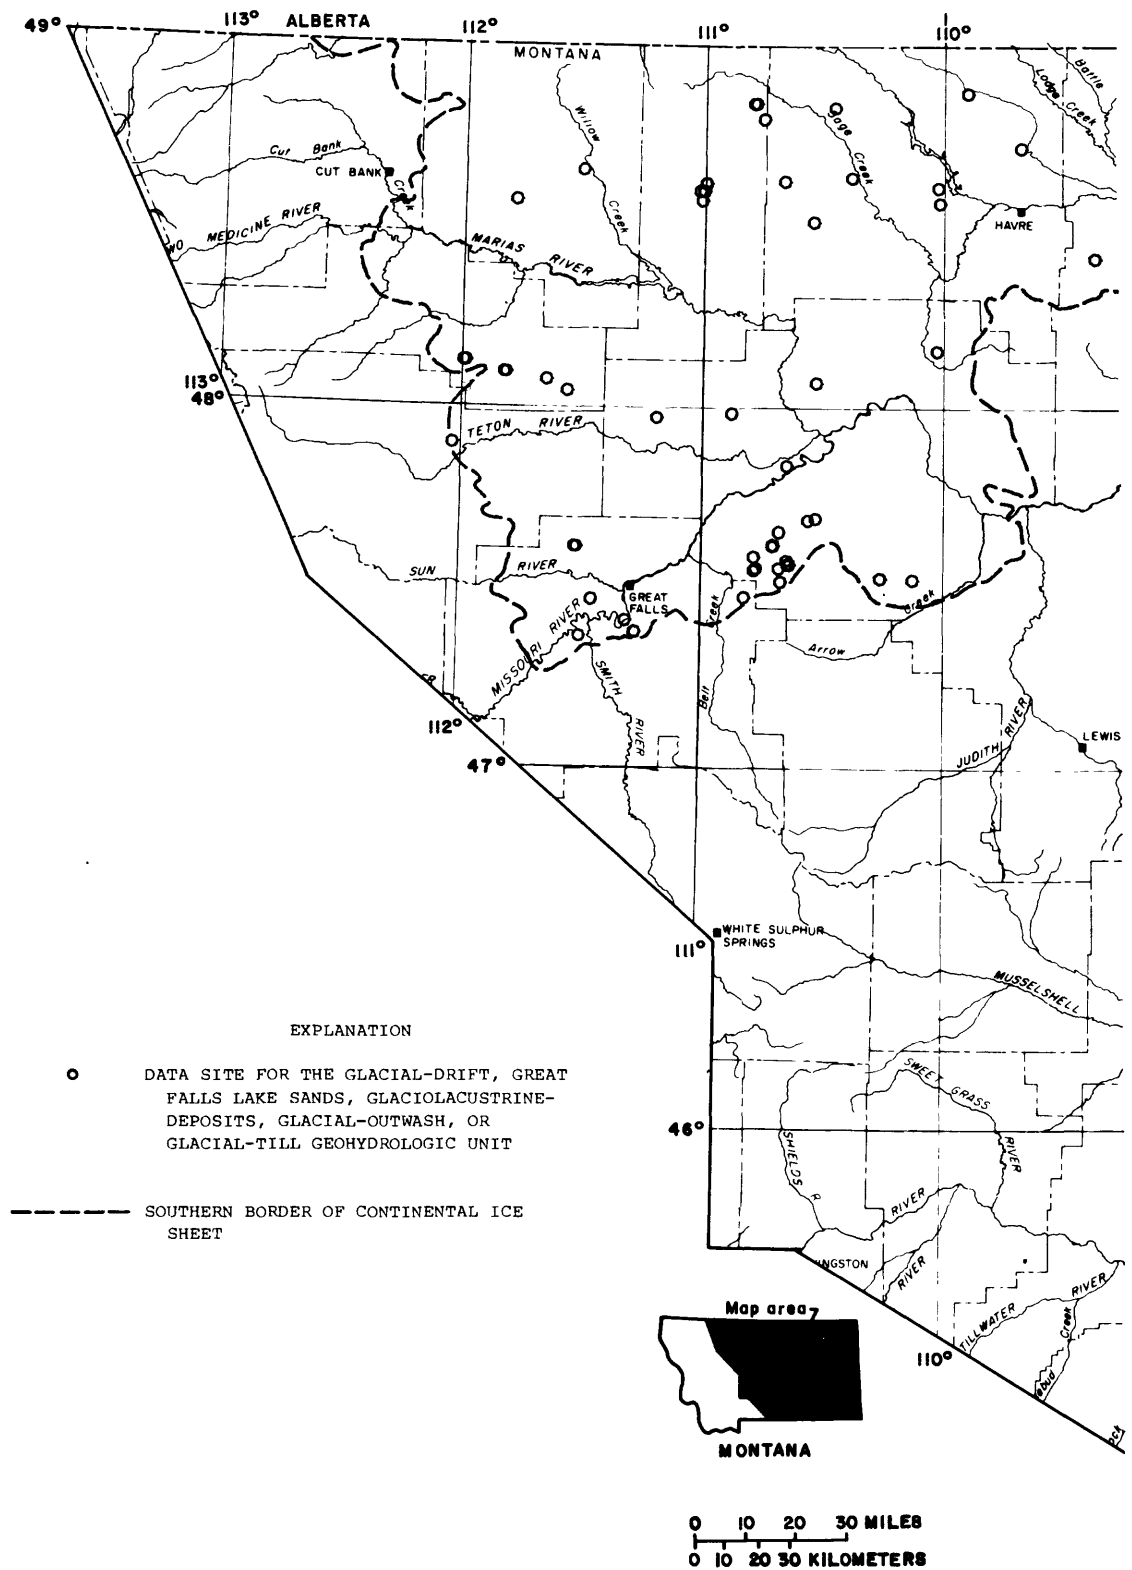 49° 113° ALBERTA 112° 111° 110°
MONTANA
Battle
Lodge Creek
Willow Creek
Sage Creek
Cut Bank Creek
CUT BANK
MEDICINE RIVER
MARIAS RIVER
HAVRE
113°
48°
TETON RIVER
SUN RIVER
GREAT
FALLS
MISSOURI RIVER
SMITH RIVER
Belt Creek
Arrow Creek
JUDITH RIVER
LEWIS
112°
47°
WHITE SULPHUR
SPRINGS
111°
MUSSELSHELL
EXPLANATION
DATA SITE FOR THE GLACIAL-DRIFT, GREAT
FALLS LAKE SANDS, GLACIOLACUSTRINE-
DEPOSITS, GLACIAL-OUTWASH, OR
GLACIAL-TILL GEOHYDROLOGIC UNIT
SOUTHERN BORDER OF CONTINENTAL ICE
SHEET
SWEET GRASS RIVER
46°
SHIELDS R
RIVER
INGSTON
RIVER
TILLWATER RIVER
ebud Creek
110°
Map area
MONTANA
0 10 20 30 MILES
0 10 20 30 KILOMETERS